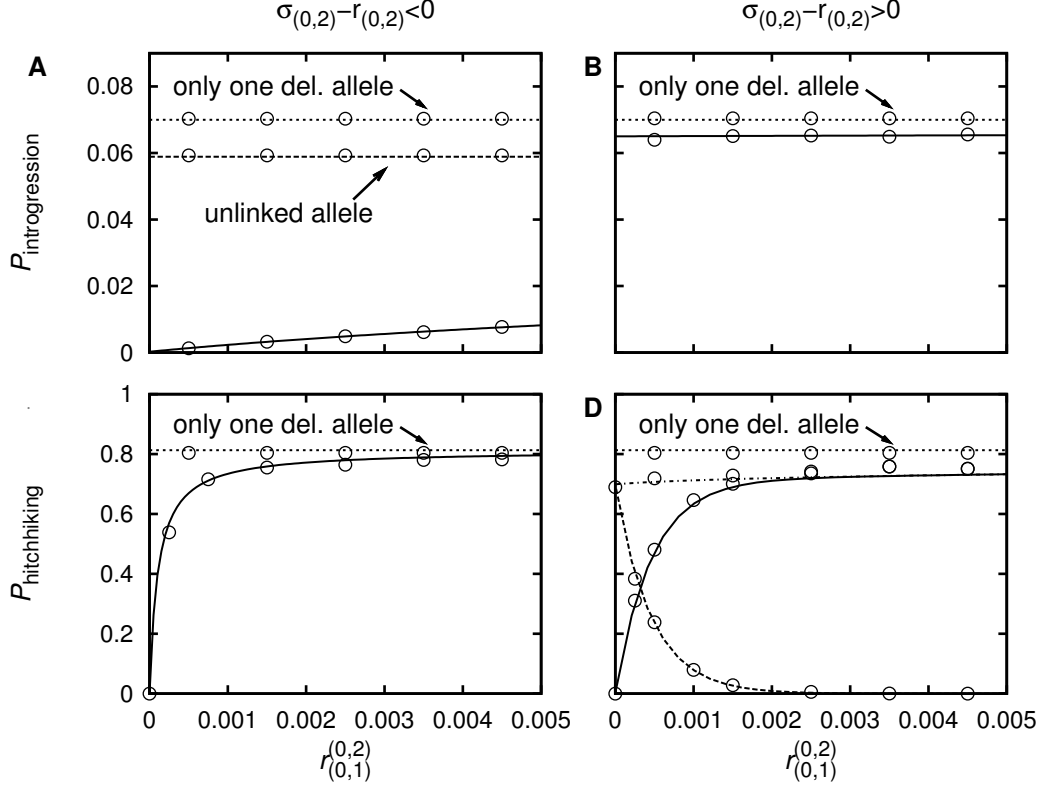 σ(0,2)−r(0,2)<0
σ(0,2)−r(0,2)>0
A
B
0.08
0.06
0.04
0.02
0
Pintrogression
only one del. allele
unlinked allele
only one del. allele
1
0.8
0.6
0.4
0.2
0
Phitchhiking
only one del. allele
D
only one del. allele
0 0.001 0.002 0.003 0.004 0.005
0 0.001 0.002 0.003 0.004 0.005
r(0,1)(0,2)
r(0,1)(0,2)